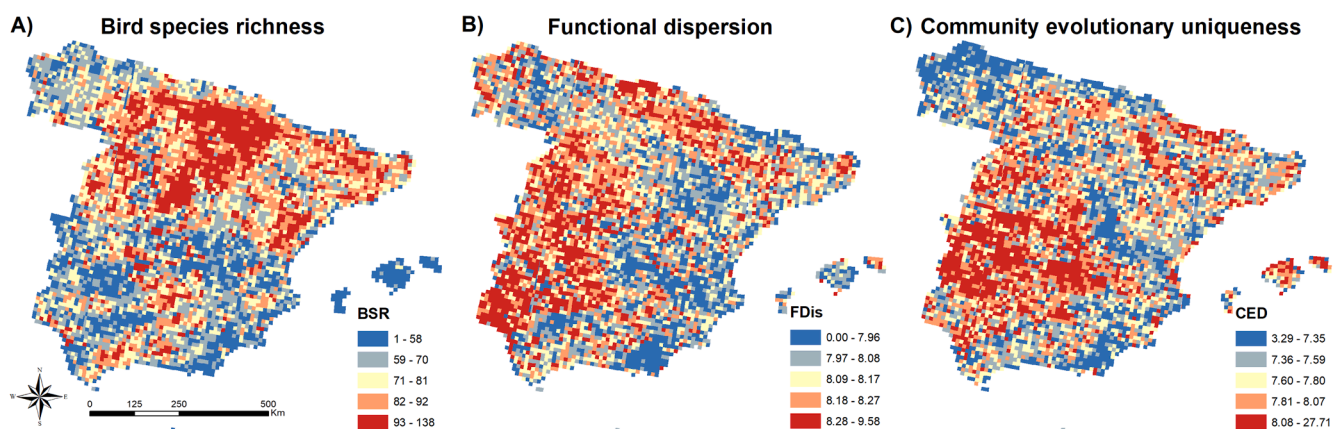 A) Bird species richness
B) Functional dispersion
C) Community evolutionary uniqueness
BSR
1 - 58
59 - 70
71 - 81
82 - 92
93 - 138
FDis
0.00 - 7.96
7.97 - 8.08
8.09 - 8.17
8.18 - 8.27
8.28 - 9.58
CED
3.29 - 7.35
7.36 - 7.59
7.60 - 7.80
7.81 - 8.07
8.08 - 27.71
N
W E
S
0 125 250 500
Km